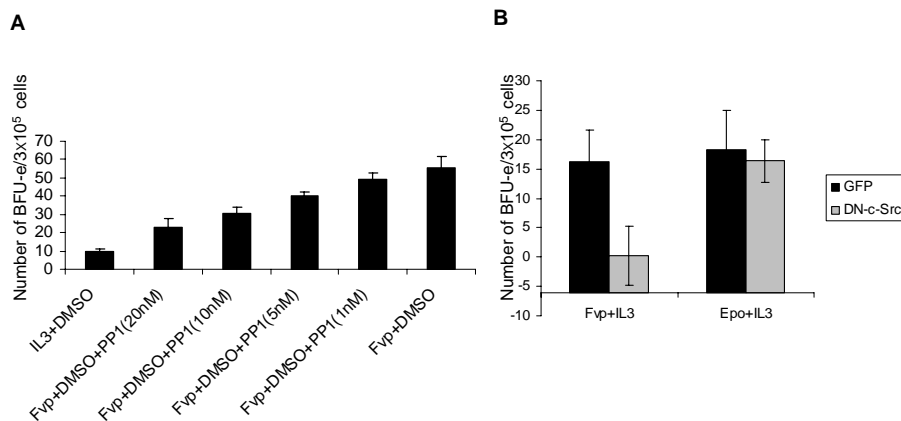 A
Number of BFU-e/3x10⁵ cells
70
60
50
40
30
20
10
0
IL3+DMSO
Fvp+DMSO+PP1(20nM)
Fvp+DMSO+PP1(10nM)
Fvp+DMSO+PP1(5nM)
Fvp+DMSO+PP1(1nM)
Fvp+DMSO
B
Number of BFU-e/3x10⁵ cells
30
25
20
15
10
5
0
-5
-10
Fvp+IL3
Epo+IL3
GFP
DN-c-Src